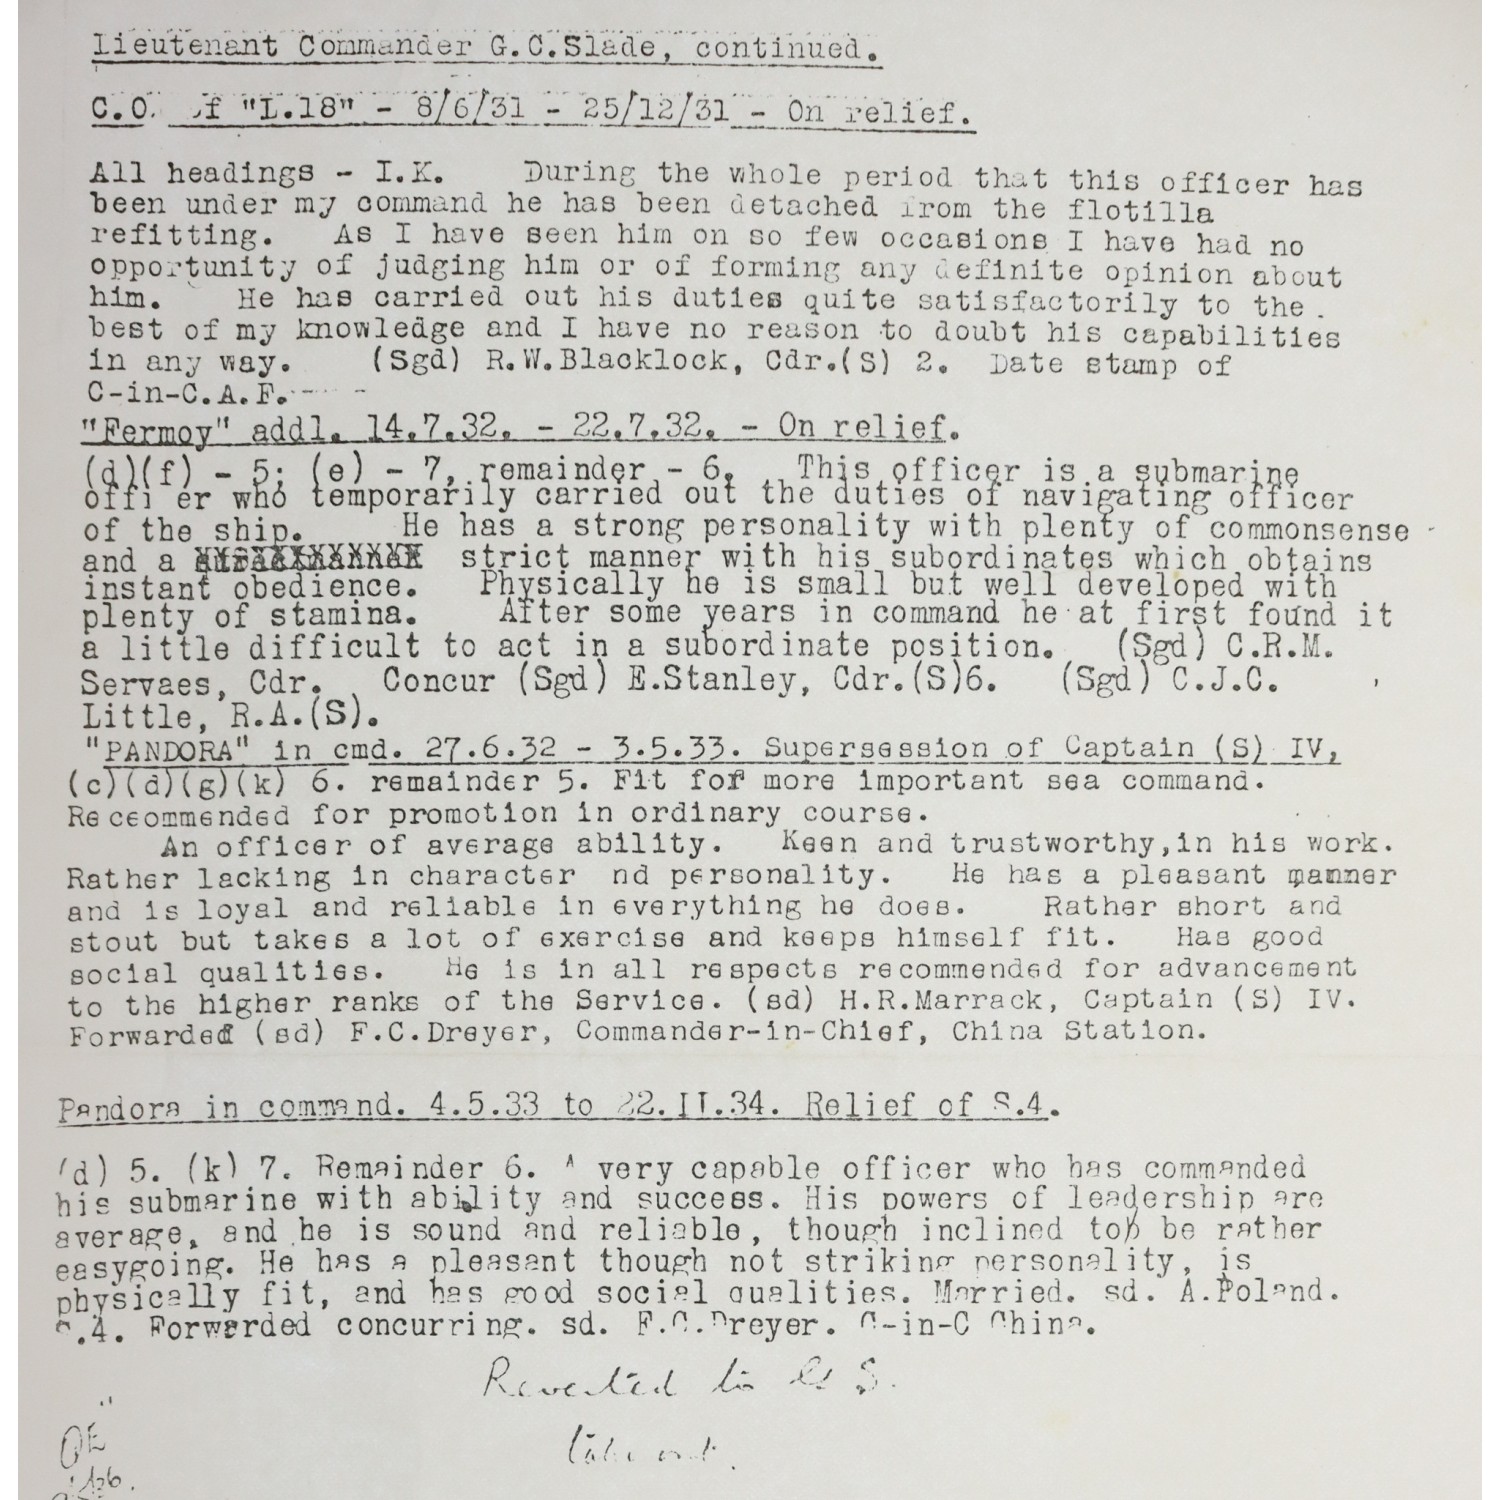 Lieutenant Commander G.C.Slade, continued.
C.O. of "L.18" - 8/6/31 - 25/12/31 - On relief.
All headings - I.K. During the whole period that this officer has
been under my command he has been detached from the flotilla
refitting. As I have seen him on so few occasions I have had no
opportunity of judging him or of forming any definite opinion about
him. He has carried out his duties quite satisfactorily to the.
best of my knowledge and I have no reason to doubt his capabilities
in any way. (Sgd) R.W.Blacklock, Cdr.(S) 2. Date stamp of
C-in-C.A.F.
"Fermoy" addl. 14.7.32. - 22.7.32. - On relief.
(d)(f) - 5; (e) - 7, remainder - 6. This officer is a submarine
offi er who temporarily carried out the duties of navigating officer
of the ship. He has a strong personality with plenty of commonsense
and a strict manner with his subordinates which obtains
instant obedience. Physically he is small but well developed with
plenty of stamina. After some years in command he at first found it
a little difficult to act in a subordinate position. (Sgd) C.R.M.
Servaes, Cdr. Concur (Sgd) E.Stanley, Cdr.(S)6. (Sgd) C.J.C.
Little, R.A.(S).
"PANDORA" in cmd. 27.6.32 - 3.5.33. Supersession of Captain (S) IV,
(c)(d)(g)(k) 6. remainder 5. Fit for more important sea command.
Receommended for promotion in ordinary course.
An officer of average ability. Keen and trustworthy,in his work.
Rather lacking in character nd personality. He has a pleasant manner
and is loyal and reliable in everything he does. Rather short and
stout but takes a lot of exercise and keeps himself fit. Has good
social qualities. He is in all respects recommended for advancement
to the higher ranks of the Service. (sd) H.R.Marrack, Captain (S) IV.
Forwarded (sd) F.C.Dreyer, Commander-in-Chief, China Station.
Pandora in command. 4.5.33 to 22.II.34. Relief of S.4.
(d) 5. (k) 7. Remainder 6. A very capable officer who has commanded
his submarine with ability and success. His powers of leadership are
average, and he is sound and reliable, though inclined to be rather
easygoing. He has a pleasant though not striking personality, is
physically fit, and has good social qualities. Married. sd. A.Poland.
S.4. Forwarded concurring. sd. F.C.Dreyer. C-in-C China.
Reverted to S.